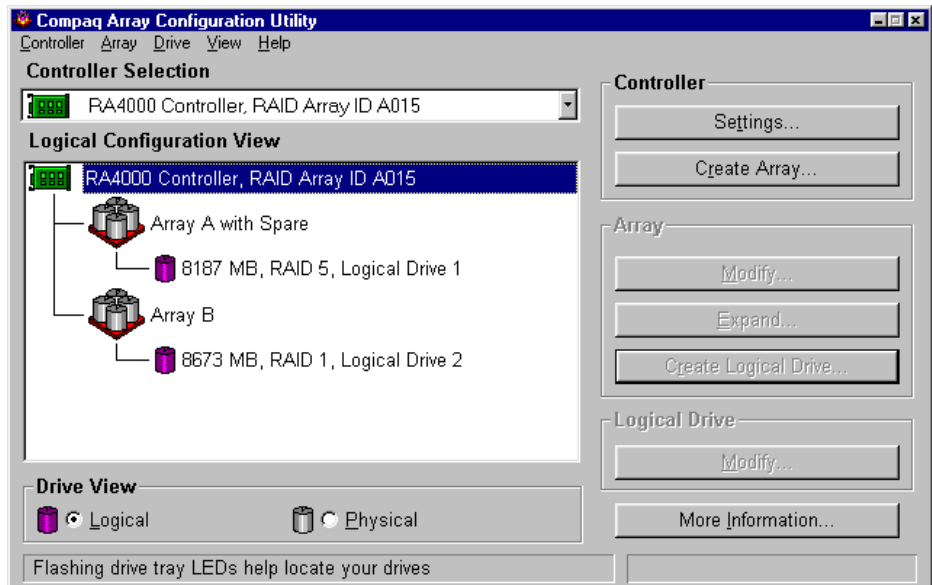 Compaq Array Configuration Utility
Controller Array Drive View Help
Controller Selection
RA4000 Controller, RAID Array ID A015
Logical Configuration View
RA4000 Controller, RAID Array ID A015
Array A with Spare
8187 MB, RAID 5, Logical Drive 1
Array B
8673 MB, RAID 1, Logical Drive 2
Drive View
Logical Physical
Flashing drive tray LEDs help locate your drives
Controller
Settings...
Create Array...
Array
Modify...
Expand...
Create Logical Drive...
Logical Drive
Modify...
More Information...